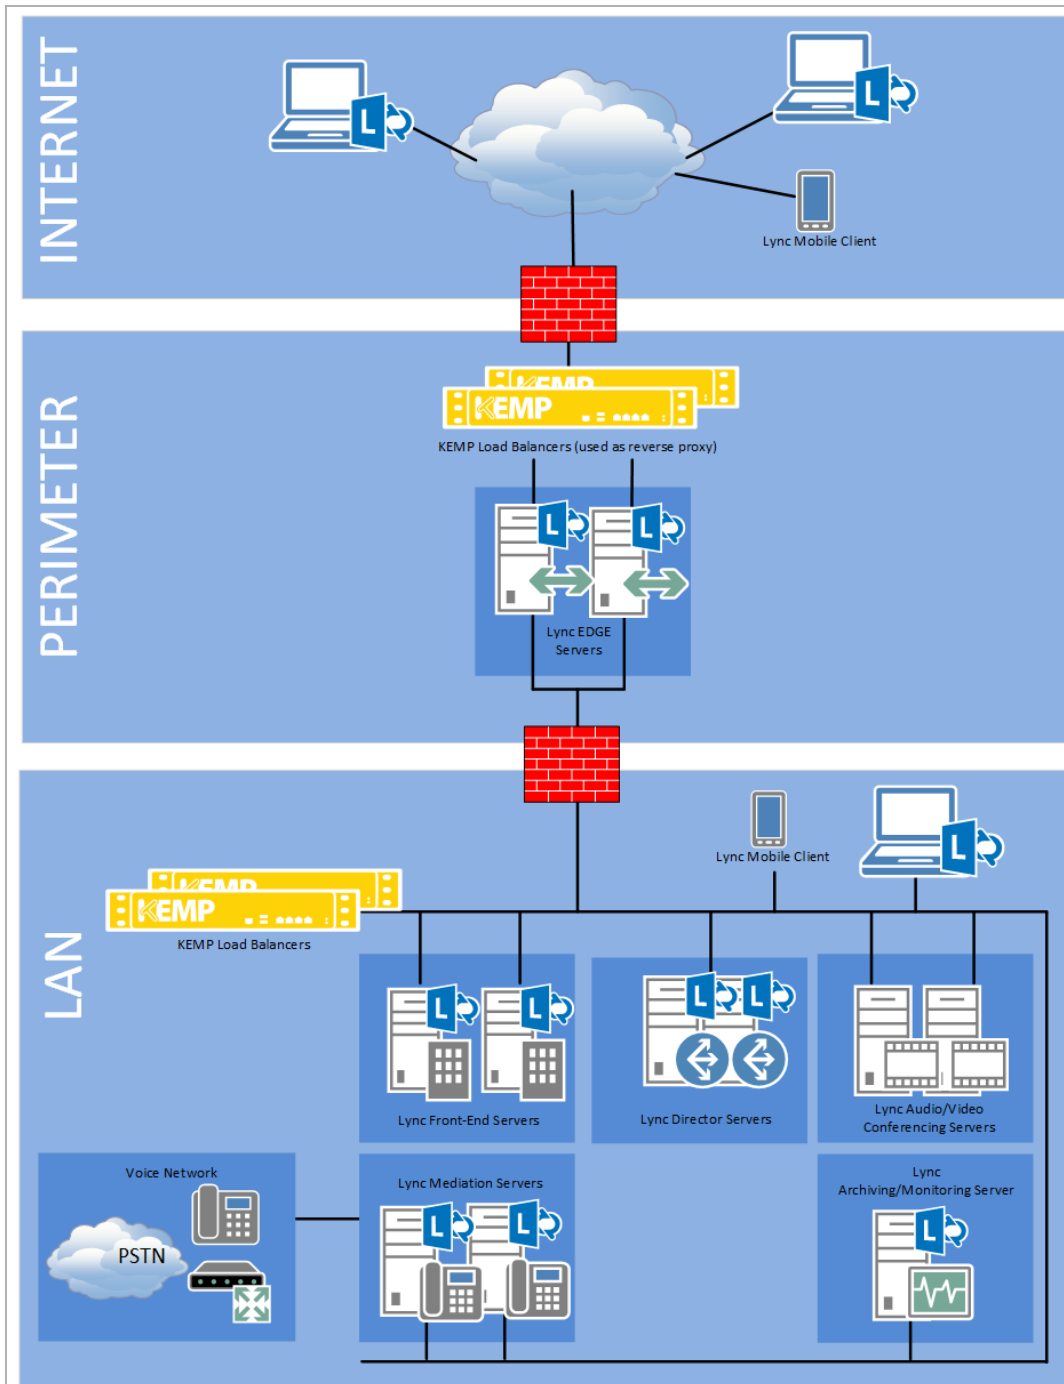 INTERNET
L
L
Lync Mobile Client
PERIMETER
KEMP
KEMP
KEMP Load Balancers (used as reverse proxy)
L
L
Lync EDGE
Servers
LAN
Lync Mobile Client
L
KEMP
KEMP
KEMP Load Balancers
L
L
L
L
Lync Front-End Servers
Lync Director Servers
Lync Audio/Video
Conferencing Servers
Voice Network
PSTN
Lync Mediation Servers
L
L
Lync
Archiving/Monitoring Server
L